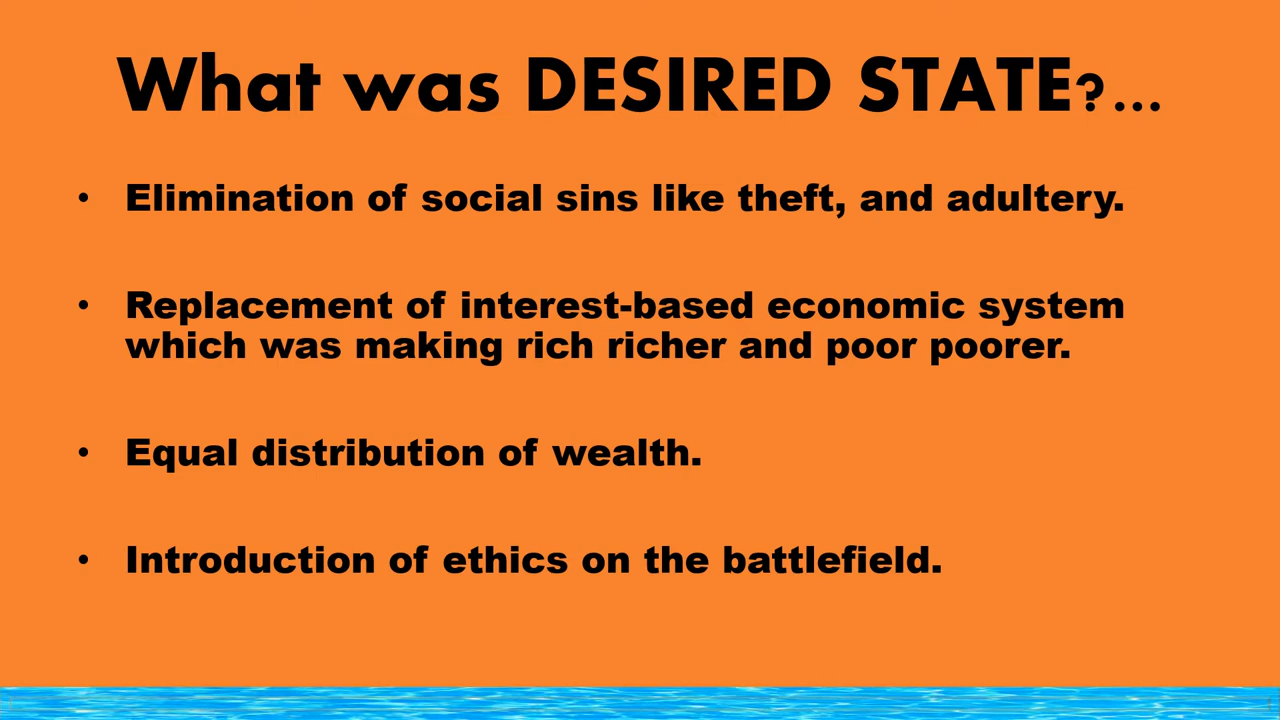 What was DESIRED STATE?...
• Elimination of social sins like theft, and adultery.
• Replacement of interest-based economic system
which was making rich richer and poor poorer.
• Equal distribution of wealth.
• Introduction of ethics on the battlefield.